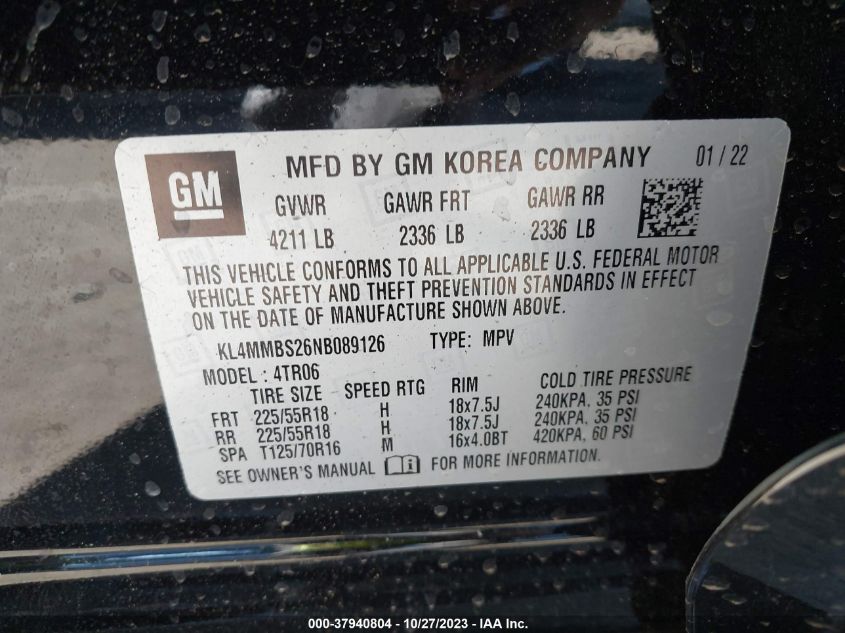 GM
MFD BY GM KOREA COMPANY 01 / 22
GVWR GAWR FRT GAWR RR
4211 LB 2336 LB 2336 LB
THIS VEHICLE CONFORMS TO ALL APPLICABLE U.S. FEDERAL MOTOR
VEHICLE SAFETY AND THEFT PREVENTION STANDARDS IN EFFECT
ON THE DATE OF MANUFACTURE SHOWN ABOVE.
KL4MMBS26NB089126 TYPE: MPV
MODEL : 4TR06
TIRE SIZE SPEED RTG RIM COLD TIRE PRESSURE
FRT 225/55R18 H 18x7.5J 240KPA, 35 PSI
RR 225/55R18 H 18x7.5J 240KPA, 35 PSI
SPA T125/70R16 M 16x4.0BT 420KPA, 60 PSI
SEE OWNER'S MANUAL FOR MORE INFORMATION.
000-37940804 - 10/27/2023 - IAA Inc.